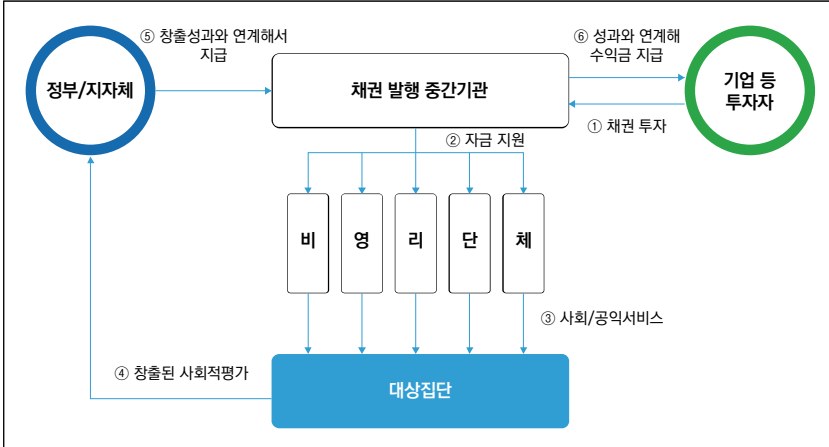 ⑤ 창출성과와 연계해서
지급
⑥ 성과와 연계해
수익금 지급
정부/지자체
채권 발행 중간기관
기업 등
투자자
① 채권 투자
② 자금 지원
비 영 리 단 체
③ 사회/공익서비스
④ 창출된 사회적평가
대상집단